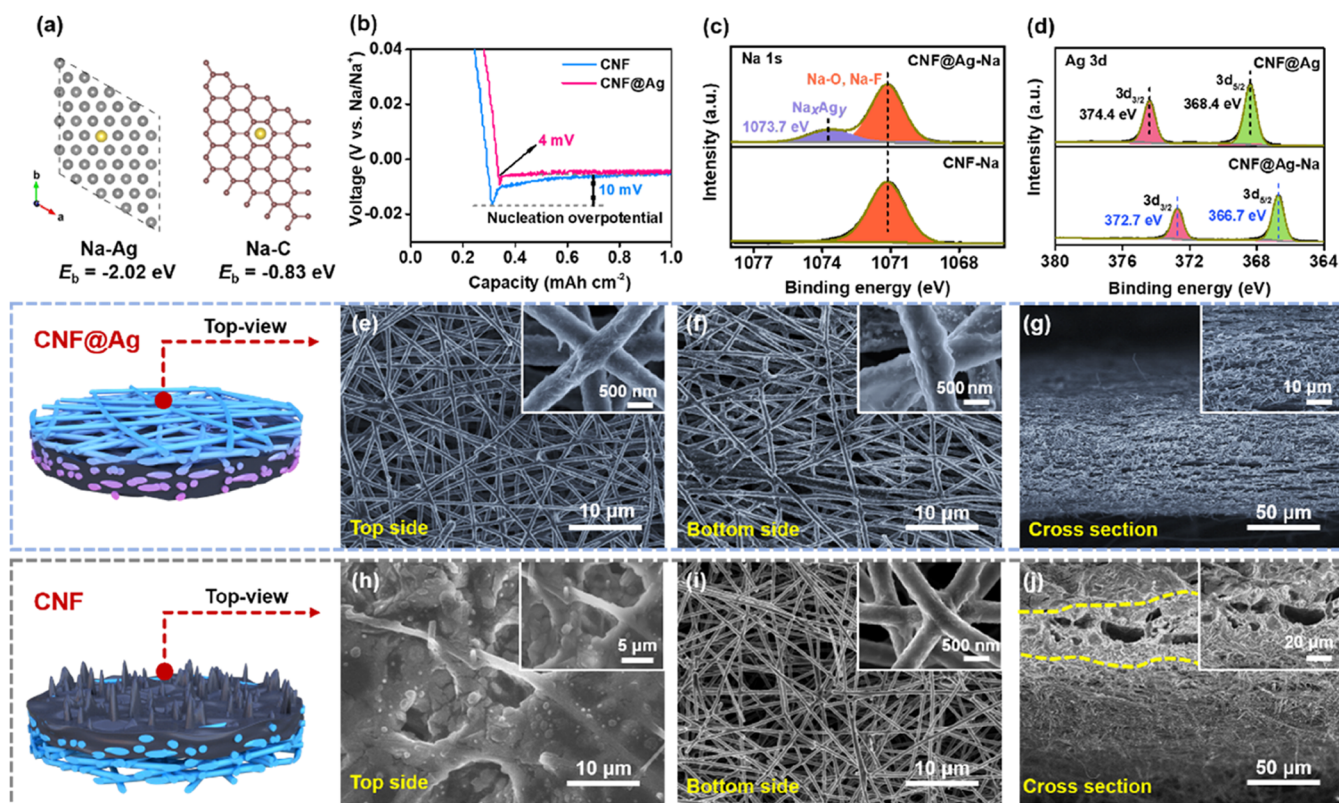 (a)
b
a
Na-Ag
Na-C
E_b = -2.02 eV
E_b = -0.83 eV
(b)
Voltage (V vs. Na/Na⁺)
0.04
0.02
0.00
-0.02
CNF
CNF@Ag
4 mV
10 mV
Nucleation overpotential
0.0 0.2 0.4 0.6 0.8 1.0
Capacity (mAh cm⁻²)
(c)
Intensity (a.u.)
Na 1s
CNF@Ag-Na
Na-O, Na-F
NaxAgy
1073.7 eV
CNF-Na
1077 1074 1071 1068
Binding energy (eV)
(d)
Intensity (a.u.)
Ag 3d
CNF@Ag
3d3/2
374.4 eV
3d5/2
368.4 eV
CNF@Ag-Na
3d3/2
372.7 eV
3d5/2
366.7 eV
380 376 372 368 364
Binding energy (eV)
CNF@Ag
Top-view
(e)
500 nm
Top side
10 µm
(f)
500 nm
Bottom side
10 µm
(g)
10 µm
Cross section
50 µm
CNF
Top-view
(h)
5 µm
Top side
10 µm
(i)
500 nm
Bottom side
10 µm
(j)
20 µm
Cross section
50 µm